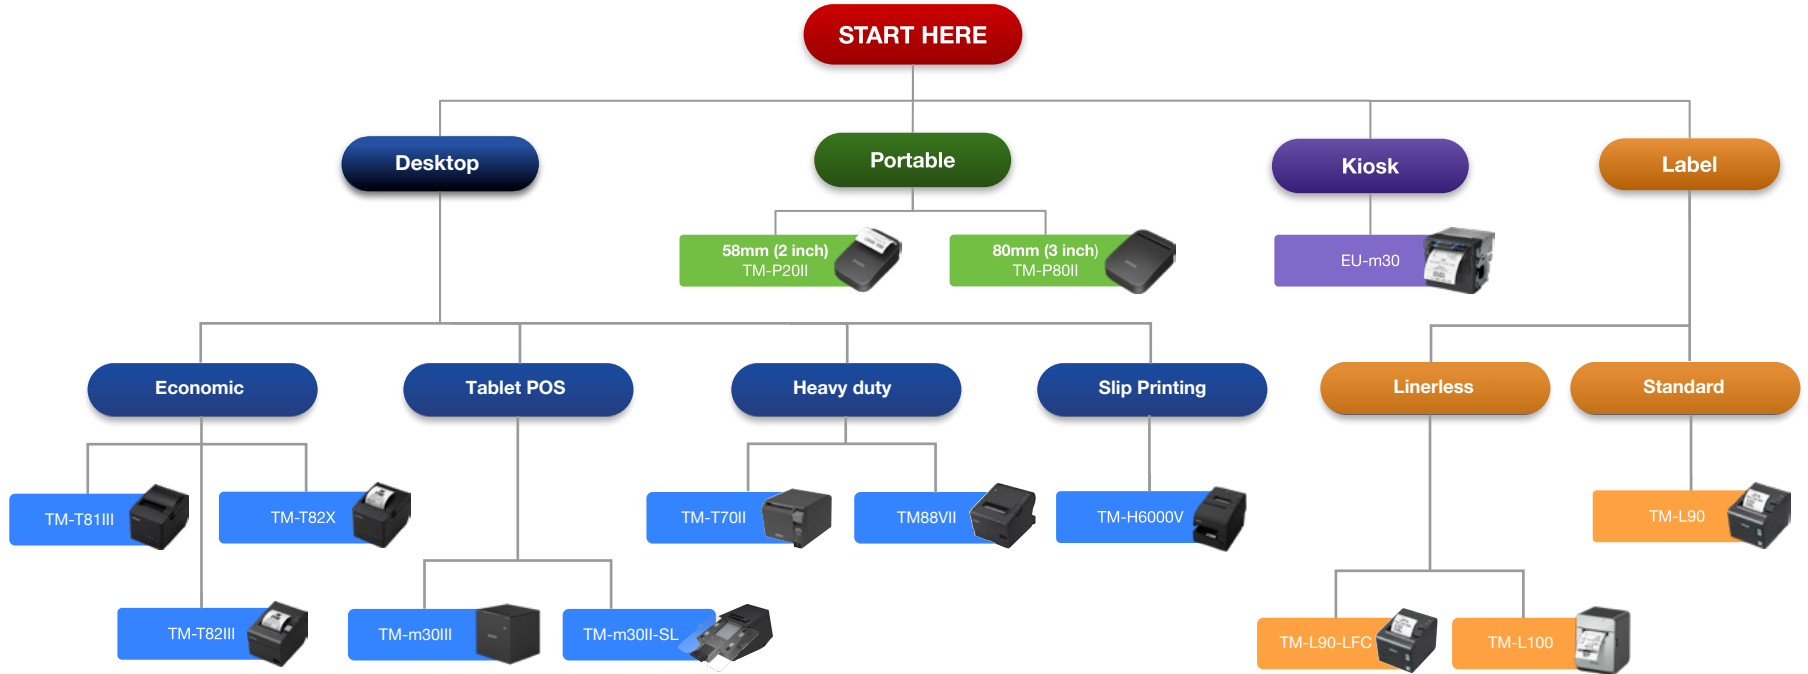 START HERE
Desktop
Portable
Kiosk
Label
58mm (2 inch)
TM-P20II
80mm (3 inch)
TM-P80II
EU-m30
Economic
Tablet POS
Heavy duty
Slip Printing
Linerless
Standard
TM-T81III
TM-T82X
TM-T70II
TM88VII
TM-H6000V
TM-L90
TM-T82III
TM-m30III
TM-m30II-SL
TM-L90-LFC
TM-L100